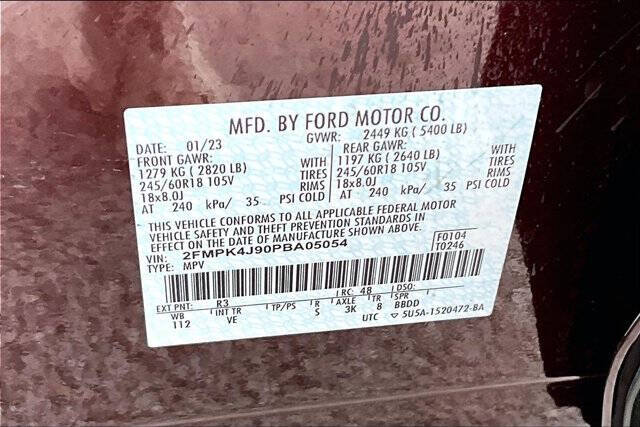 MFD. BY FORD MOTOR CO.
DATE: 01/23 GVWR: 2449 KG ( 5400 LB)
FRONT GAWR: REAR GAWR:
1279 KG ( 2820 LB) WITH 1197 KG ( 2640 LB) WITH
245/60R18 105V TIRES 245/60R18 105V TIRES
18x8.0J RIMS 18x8.0J RIMS
AT 240 kPa/ 35 PSI COLD AT 240 kPa/ 35 PSI COLD
THIS VEHICLE CONFORMS TO ALL APPLICABLE FEDERAL MOTOR
VEHICLE SAFETY AND THEFT PREVENTION STANDARDS IN
EFFECT ON THE DATE OF MANUFACTURE SHOWN ABOVE.
VIN: 2FMPK4J90PBA05054 F0104
TYPE: MPV T0246
EXT PNT: R3 RC: 48 DSO:
WB INT TR TP/PS R AXLE TR SPR
112 VE S 3K 8 BBDD
UTC ▽ 5U5A-1520472-BA